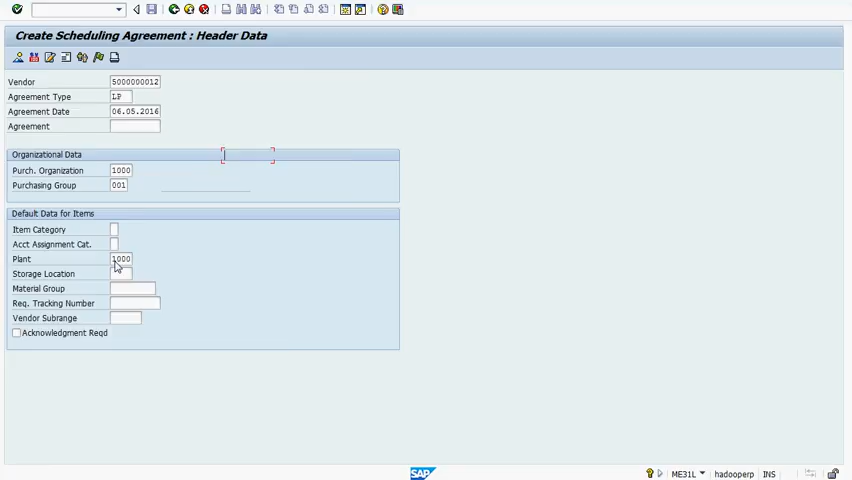 Create Scheduling Agreement : Header Data
Vendor 5000000012
Agreement Type LP
Agreement Date 06.05.2016
Agreement
Organizational Data
Purch. Organization 1000
Purchasing Group 001
Default Data for Items
Item Category
Acct Assignment Cat.
Plant 1000
Storage Location
Material Group
Req. Tracking Number
Vendor Subrange
Acknowledgment Reqd
SAP ME31L hadooperp INS